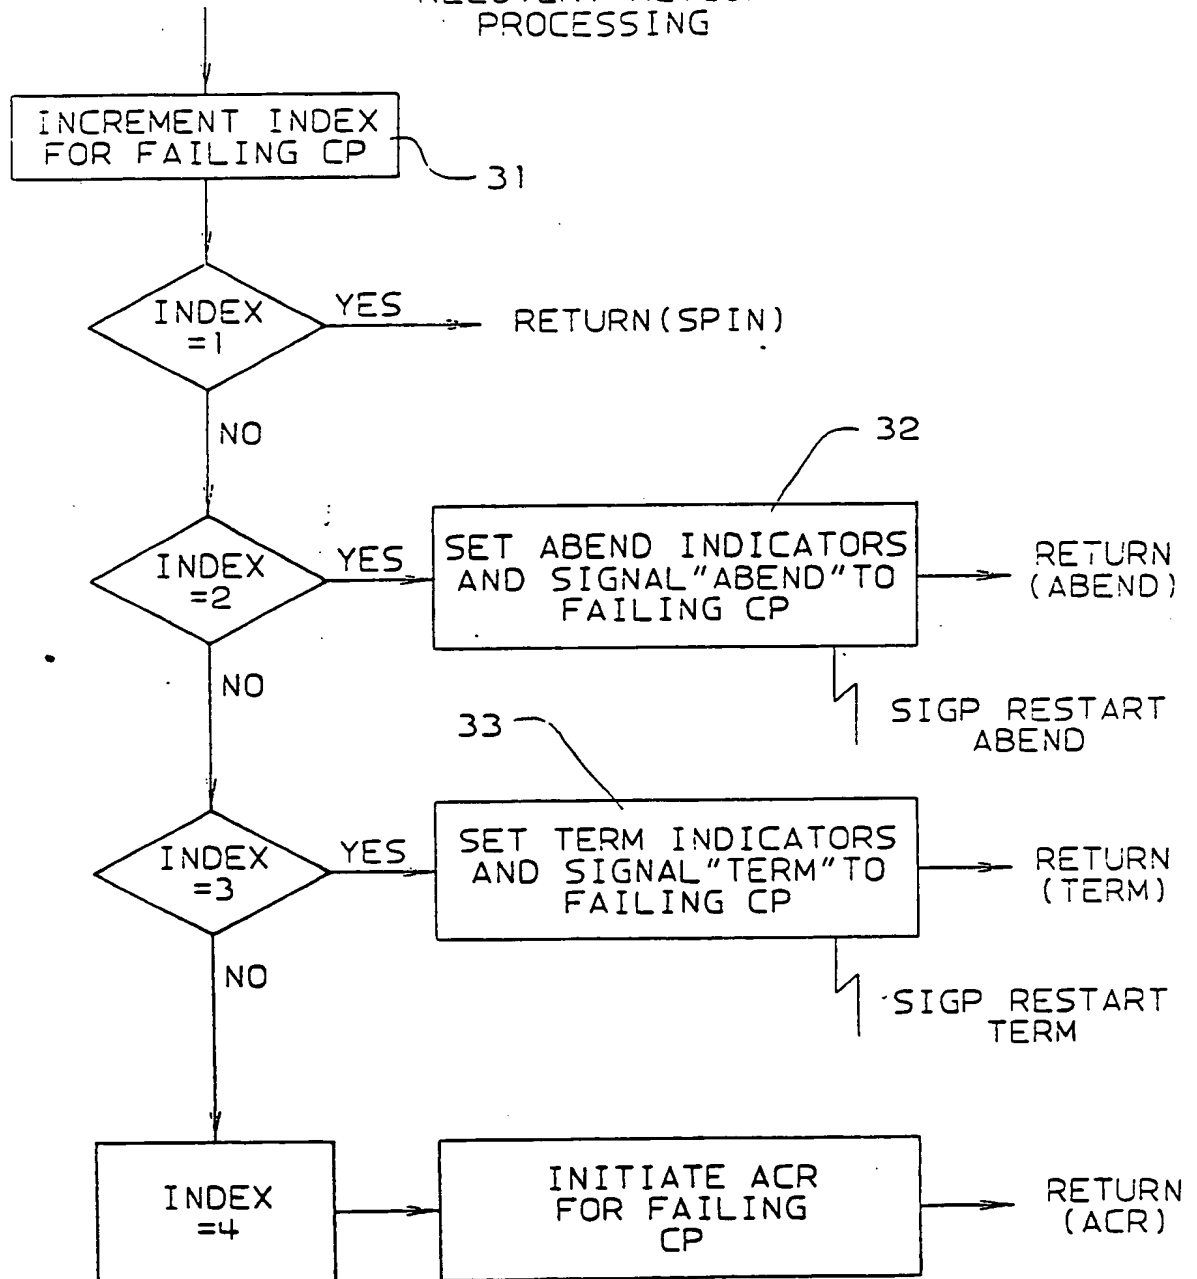 PROCESSING
INCREMENT INDEX
FOR FAILING CP
31
INDEX
=1
YES
RETURN(SPIN)
NO
32
INDEX
=2
YES
SET ABEND INDICATORS
AND SIGNAL"ABEND"TO
FAILING CP
RETURN
(ABEND)
NO
SIGP RESTART
ABEND
33
INDEX
=3
YES
SET TERM INDICATORS
AND SIGNAL"TERM"TO
FAILING CP
RETURN
(TERM)
NO
SIGP RESTART
TERM
INDEX
=4
INITIATE ACR
FOR FAILING
CP
RETURN
(ACR)